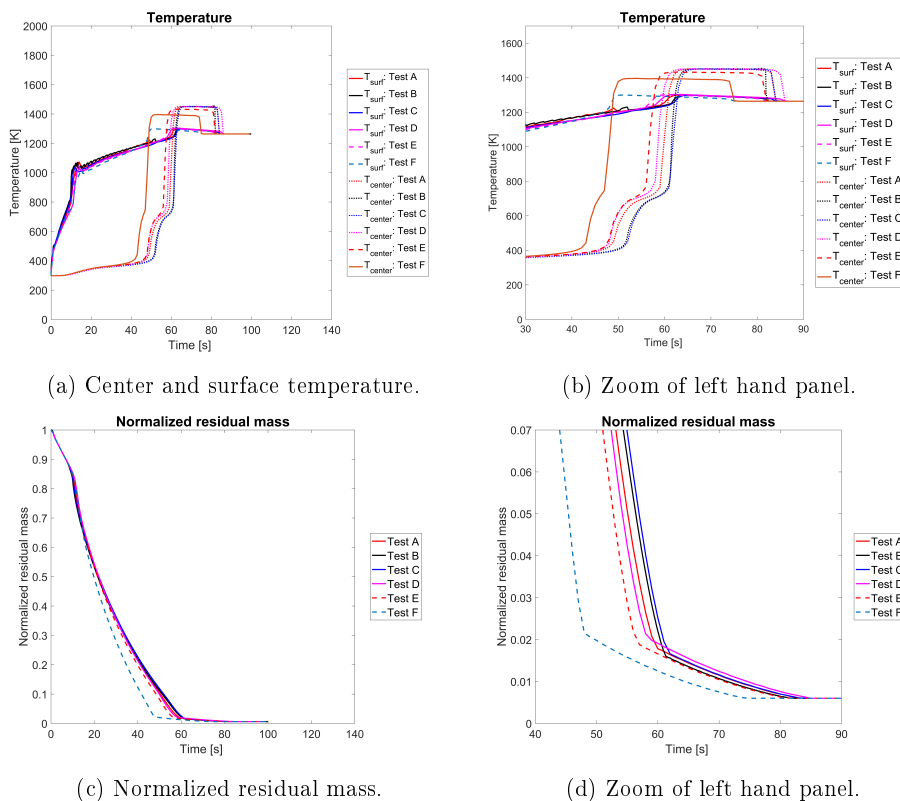 Temperature
2000
1800
1600
1400
1200
1000
800
600
400
200
0
Temperature [K]
0 20 40 60 80 100 120 140
Time [s]
T_surf: Test A
T_surf: Test B
T_surf: Test C
T_surf: Test D
T_surf: Test E
T_surf: Test F
T_center: Test A
T_center: Test B
T_center: Test C
T_center: Test D
T_center: Test E
T_center: Test F
(a) Center and surface temperature.
Temperature
1600
1400
1200
1000
800
600
400
200
0
Temperature [K]
30 40 50 60 70 80 90
Time [s]
T_surf: Test A
T_surf: Test B
T_surf: Test C
T_surf: Test D
T_surf: Test E
T_surf: Test F
T_center: Test A
T_center: Test B
T_center: Test C
T_center: Test D
T_center: Test E
T_center: Test F
(b) Zoom of left hand panel.
Normalized residual mass
1
0.9
0.8
0.7
0.6
0.5
0.4
0.3
0.2
0.1
0
Normalized residual mass
0 20 40 60 80 100 120 140
Time [s]
Test A
Test B
Test C
Test D
Test E
Test F
(c) Normalized residual mass.
Normalized residual mass
0.07
0.06
0.05
0.04
0.03
0.02
0.01
0
Normalized residual mass
40 50 60 70 80 90
Time [s]
Test A
Test B
Test C
Test D
Test E
Test F
(d) Zoom of left hand panel.